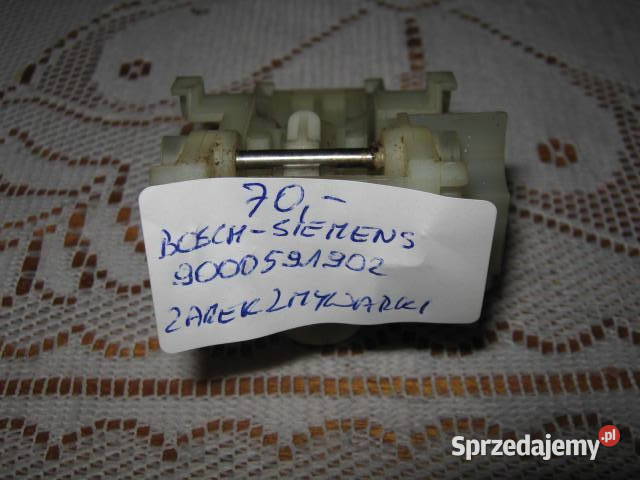 70,-
BOSCH-SIEMENS
9000591902
ZAMEK ZMYWARKI
Sprzedajemy.pl